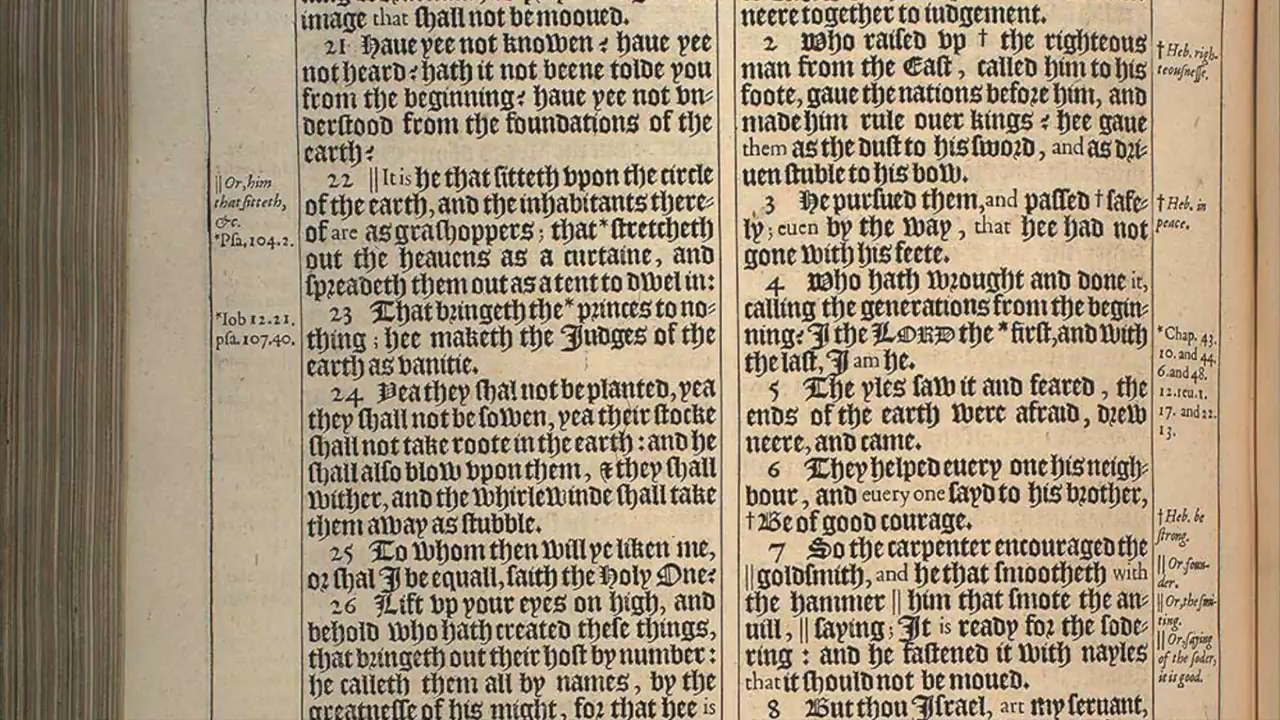 || Or, him
that sitteth,
&c.
*Psa. 104.2.
*Iob 12.21.
psa. 107.40.
image that shall not be mooued.
21 Haue yee not knowen? haue yee
not heard? hath it not beene tolde you
from the beginning? haue yee not vn-
derstood from the foundations of the
earth?
22 || It is he that sitteth vpon the circle
of the earth, and the inhabitants there-
of are as grashoppers; that *stretcheth
out the heauens as a curtaine, and
spreadeth them out as a tent to dwel in:
23 That bringeth the *princes to no-
thing; hee maketh the Judges of the
earth as vanitie.
24 Yea they shal not be planted, yea
they shall not be sowen, yea their stocke
shall not take roote in the earth: and he
shall also blow vpon them, & they shall
wither, and the whirlewinde shall take
them away as stubble.
25 To whom then will ye liken me,
or shal I be equall, saith the Holy One?
26 Lift vp your eyes on high, and
behold who hath created these things,
that bringeth out their host by number:
he calleth them all by names, by the
greatnesse of his might, for that hee is
neere together to iudgement.
2 Who raised vp † the righteous
man from the East, called him to his
foote, gaue the nations before him, and
made him rule ouer kings? hee gaue
them as the dust to his sword, and as dri-
uen stuble to his bow.
3 He pursued them, and passed † safe-
ly; euen by the way, that hee had not
gone with his feete.
4 Who hath wrought and done it,
calling the generations from the begin-
ning? I the LORD the *first, and with
the last, I am he.
5 The yles saw it and feared, the
ends of the earth were afraid, drew
neere, and came.
6 They helped euery one his neigh-
bour, and euery one sayd to his brother,
† Be of good courage.
7 So the carpenter encouraged the
|| goldsmith, and he that smootheth with
the hammer || him that smote the an-
uill, || saying; It is ready for the sode-
ring: and he fastened it with nayles
that it should not be moued.
8 But thou Israel, art my servant,
† Heb. righ-
teousnesse.
† Heb. in
peace.
*Chap. 43.
10. and 44.
6. and 48.
12. reu. 1.
17. and 22.
13.
† Heb. be
strong.
|| Or, foun-
der.
|| Or, the smi-
ting.
|| Or, saying
of the soder,
it is good.